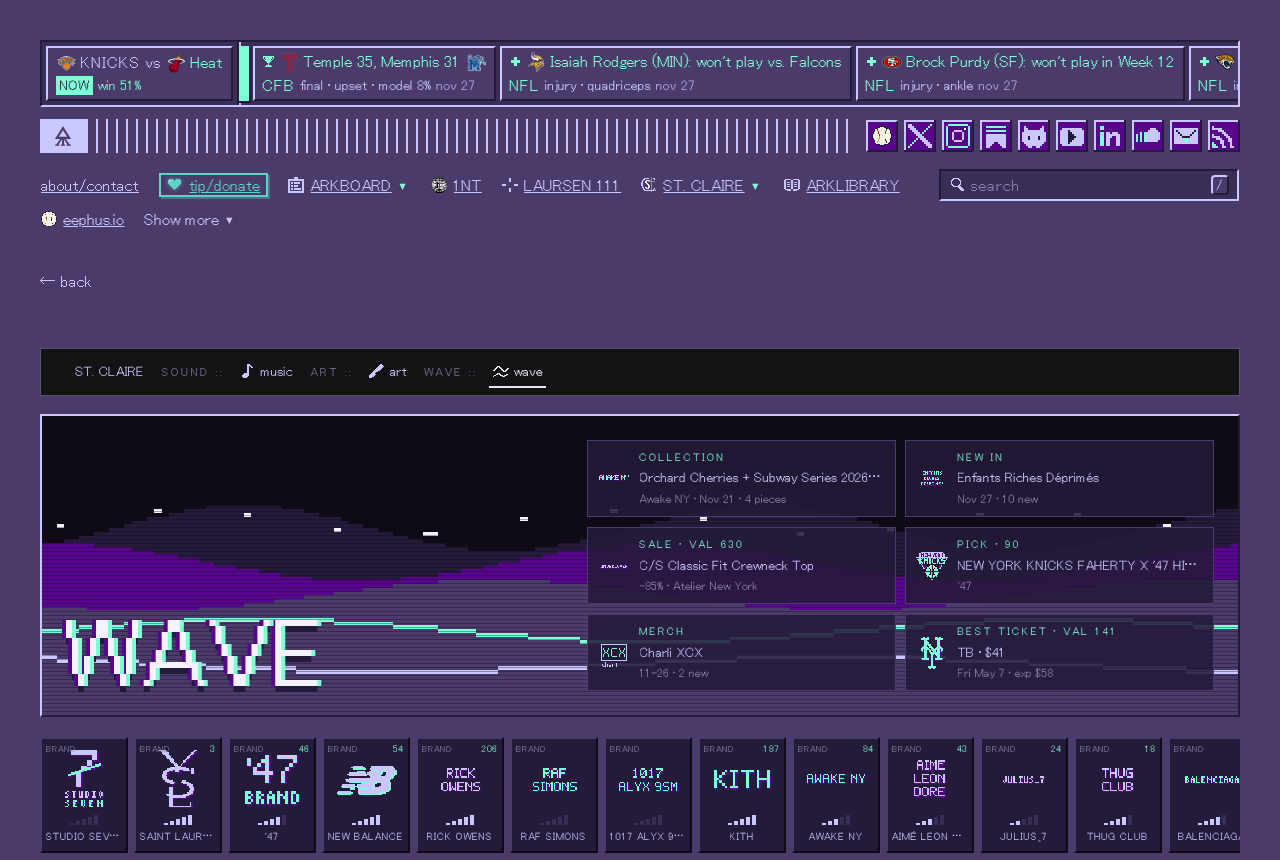 KNICKS vs Heat
NOW win 51%
Temple 35, Memphis 31
CFB final · upset · model 8% nov 27
Isaiah Rodgers (MIN): won't play vs. Falcons
NFL injury · quadriceps nov 27
Brock Purdy (SF): won't play in Week 12
NFL injury · ankle nov 27
NFL
about/contact
tip/donate
ARKBOARD ▼
1NT
LAURSEN 111
ST. CLAIRE ▼
ARKLIBRARY
search /
eephus.io
Show more ▼
← back
ST. CLAIRE SOUND :: music ART :: art WAVE :: wave
WAVE
COLLECTION
Orchard Cherries + Subway Series 2026···
Awake NY · Nov 21 · 4 pieces
NEW IN
Enfants Riches Déprimés
Nov 27 · 10 new
SALE · VAL 630
C/S Classic Fit Crewneck Top
-85% · Atelier New York
PICK · 90
NEW YORK KNICKS FAHERTY X '47 HI···
'47
MERCH
XCX
Charli XCX
11-26 · 2 new
BEST TICKET · VAL 141
NY
TB · $41
Fri May 7 · exp $58
BRAND
7
STUDIO
SEVEN
STUDIO SEV···
BRAND 3
YSL
SAINT LAUR···
BRAND 46
'47
BRAND
'47
BRAND 54
NEW BALANCE
BRAND 206
RICK
OWENS
RICK OWENS
BRAND
RAF
SIMONS
RAF SIMONS
BRAND
1017
ALYX 9SM
1017 ALYX 9···
BRAND 187
KITH
KITH
BRAND 84
AWAKE NY
AWAKE NY
BRAND 43
AIME
LEON
DORE
AIMÉ LEON ···
BRAND 24
JULIUS_7
JULIUS_7
BRAND 18
THUG
CLUB
THUG CLUB
BRAND
BALENCIAGA
BALENCIAGA